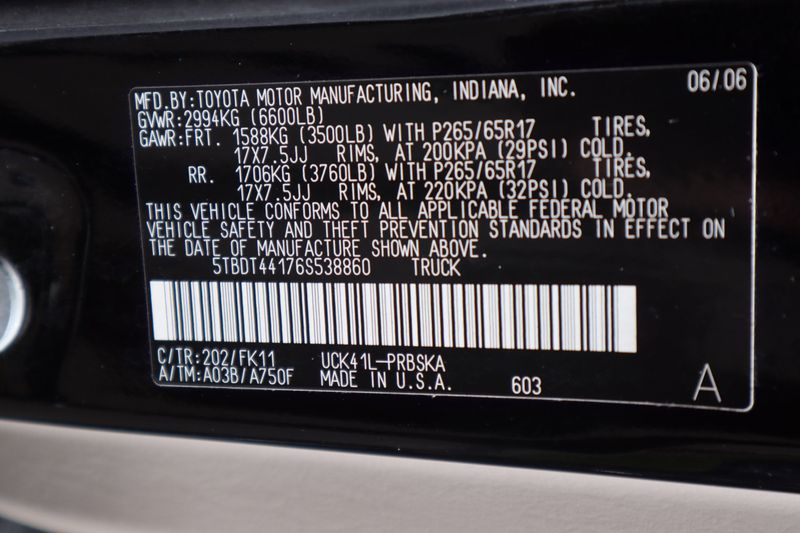 MFD.BY:TOYOTA MOTOR MANUFACTURING, INDIANA, INC. 06/06
GVWR:2994KG (6600LB)
GAWR:FRT. 1588KG (3500LB) WITH P265/65R17 TIRES,
17X7.5JJ RIMS, AT 200KPA (29PSI) COLD.
RR. 1706KG (3760LB) WITH P265/65R17 TIRES,
17X7.5JJ RIMS, AT 220KPA (32PSI) COLD.
THIS VEHICLE CONFORMS TO ALL APPLICABLE FEDERAL MOTOR
VEHICLE SAFETY AND THEFT PREVENTION STANDARDS IN EFFECT ON
THE DATE OF MANUFACTURE SHOWN ABOVE.
5TBDT44176S538860 TRUCK
C/TR:202/FK11 UCK41L-PRBSKA
A/TM:A03B/A750F MADE IN U.S.A. 603 A